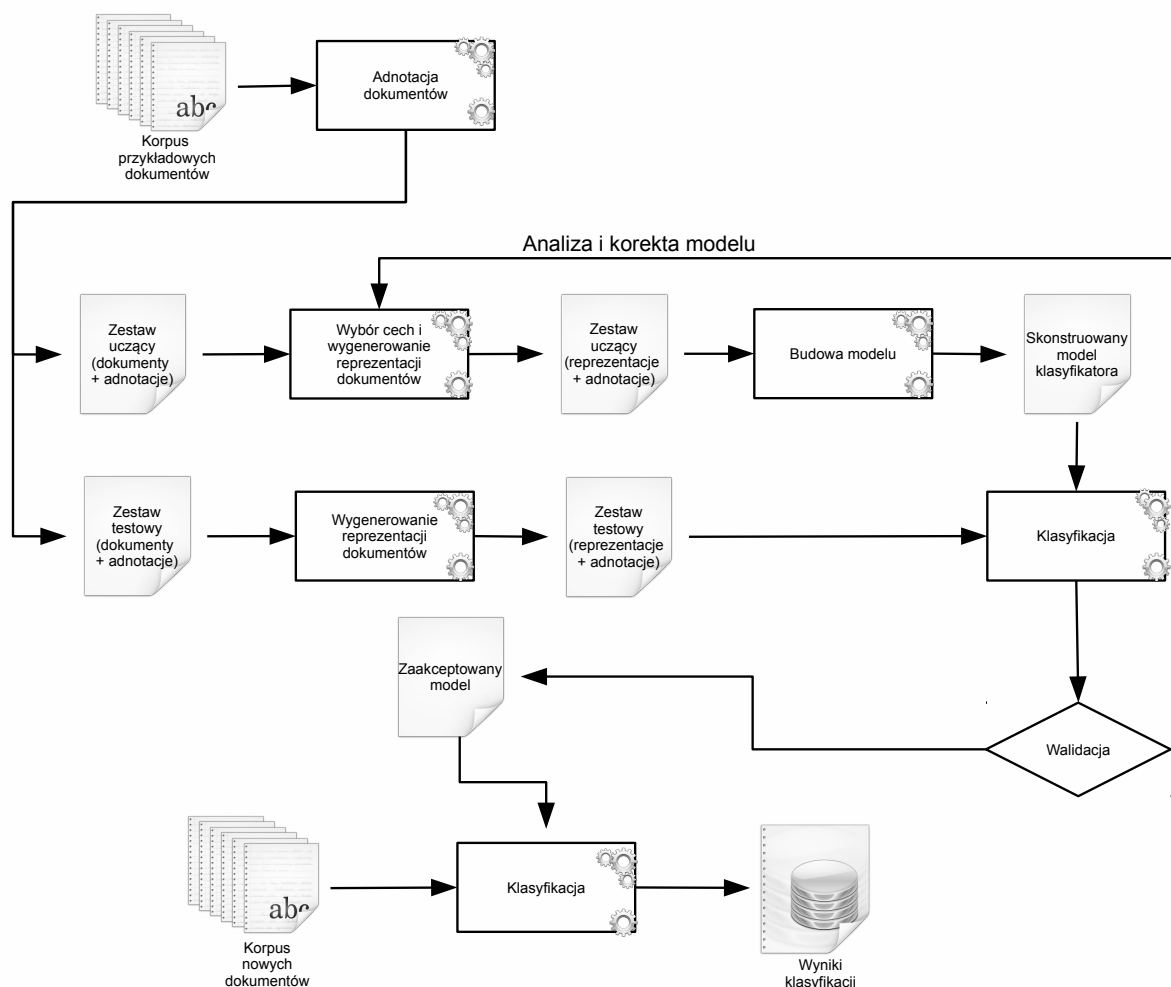 abc
Korpus
przykładowych
dokumentów
Adnotacja
dokumentów
Analiza i korekta modelu
Zestaw
uczący
(dokumenty
+ adnotacje)
Wybór cech i
wygenerowanie
reprezentacji
dokumentów
Zestaw
uczący
(reprezentacje
+ adnotacje)
Budowa modelu
Skonstruowany
model
klasyfikatora
Zestaw
testowy
(dokumenty
+ adnotacje)
Wygenerowanie
reprezentacji
dokumentów
Zestaw
testowy
(reprezentacje
+ adnotacje)
Klasyfikacja
Zaakceptowany
model
Walidacja
abc
Korpus
nowych
dokumentów
Klasyfikacja
Wyniki
klasyfikacji